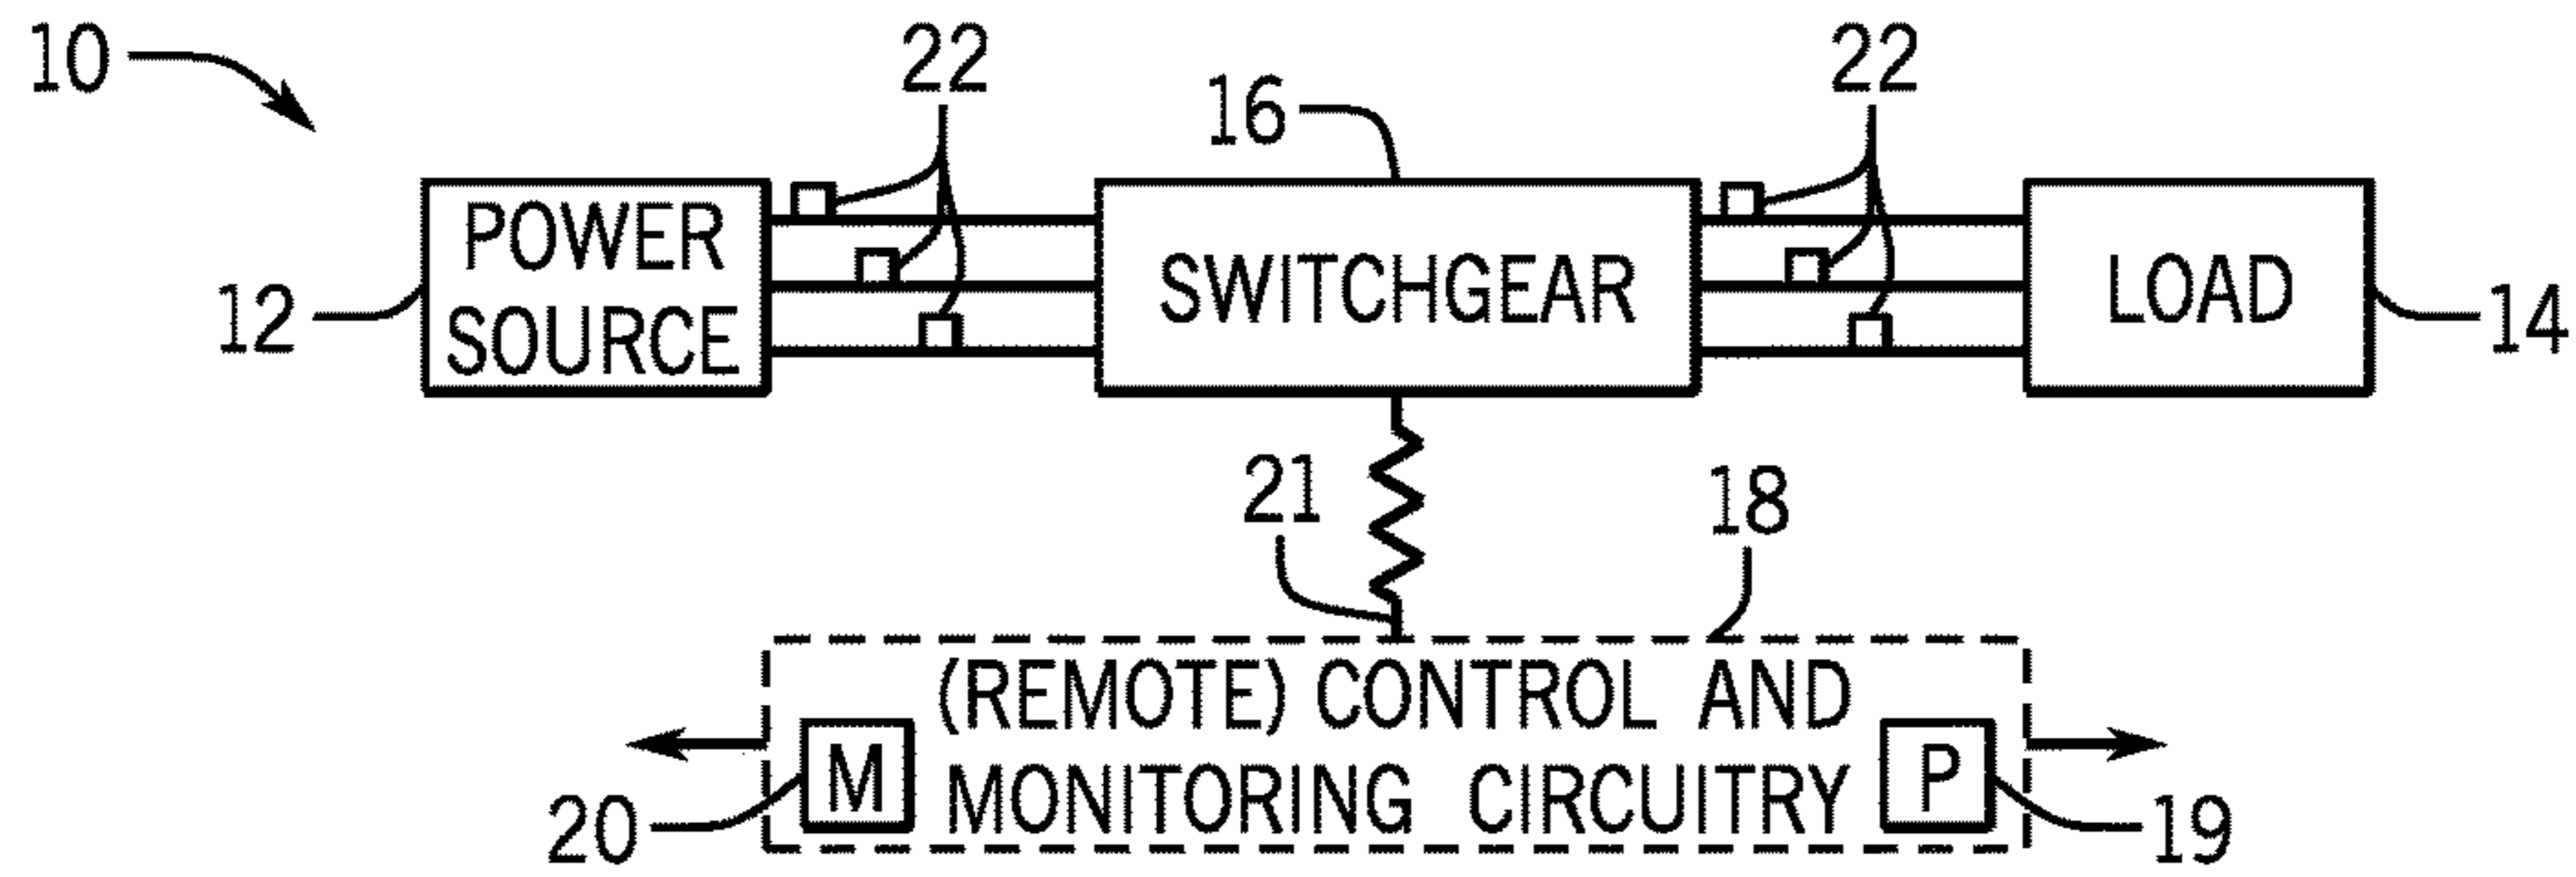 10
22
22
16
POWER
SOURCE
SWITCHGEAR
LOAD
12
14
21
18
(REMOTE) CONTROL AND
MONITORING CIRCUITRY
M
P
20
19